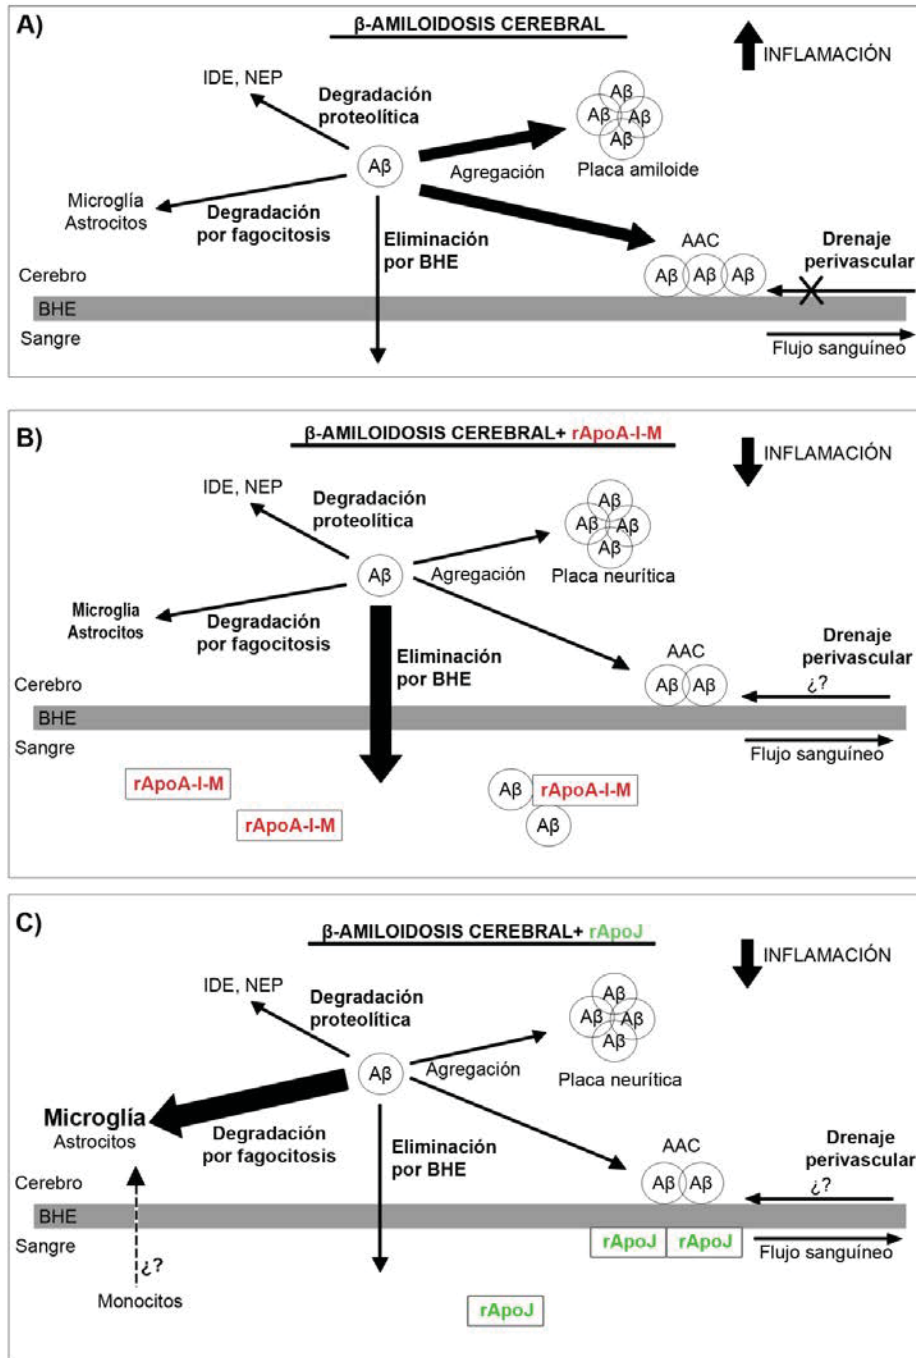 A)
β-AMILOIDOSIS CEREBRAL
INFLAMACIÓN
IDE, NEP
Degradación
proteolítica
Aβ
Aβ
Aβ
Aβ
Aβ
Agregación
Placa amiloide
Microglía
Astrocitos
Degradación
por fagocitosis
Eliminación
por BHE
AAC
Aβ Aβ Aβ
Drenaje
perivascular
Cerebro
BHE
Sangre
Flujo sanguíneo
B)
β-AMILOIDOSIS CEREBRAL+ rApoA-I-M
INFLAMACIÓN
IDE, NEP
Degradación
proteolítica
Aβ
Aβ
Aβ
Aβ
Aβ
Agregación
Placa neurítica
Microglia
Astrocitos
Degradación
por fagocitosis
Eliminación
por BHE
AAC
Aβ Aβ
Drenaje
perivascular
¿?
Cerebro
BHE
Sangre
Flujo sanguíneo
rApoA-I-M
rApoA-I-M
Aβ
rApoA-I-M
Aβ
C)
β-AMILOIDOSIS CEREBRAL+ rApoJ
INFLAMACIÓN
IDE, NEP
Degradación
proteolítica
Aβ
Aβ
Aβ
Aβ
Aβ
Agregación
Placa neurítica
Microglía
Astrocitos
Degradación
por fagocitosis
Eliminación
por BHE
AAC
Aβ Aβ
Drenaje
perivascular
¿?
Cerebro
BHE
Sangre
rApoJ rApoJ
Flujo sanguíneo
¿?
Monocitos
rApoJ